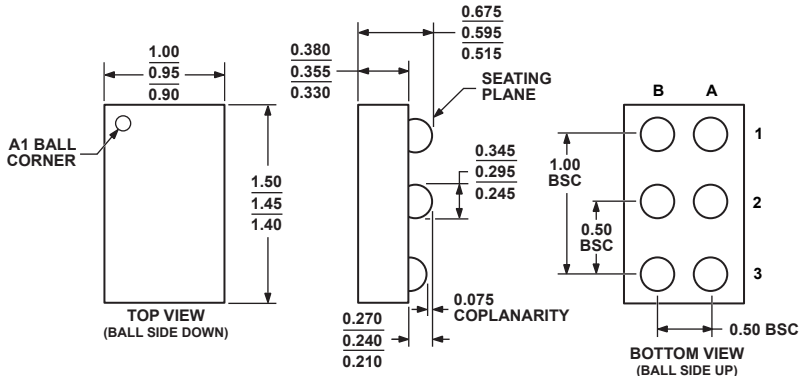 1.00
0.95
0.90
A1 BALL
CORNER
1.50
1.45
1.40
TOP VIEW
(BALL SIDE DOWN)
0.675
0.595
0.515
0.380
0.355
0.330
SEATING
PLANE
0.345
0.295
0.245
0.075
COPLANARITY
0.270
0.240
0.210
B A
1
2
3
1.00
BSC
0.50
BSC
0.50 BSC
BOTTOM VIEW
(BALL SIDE UP)